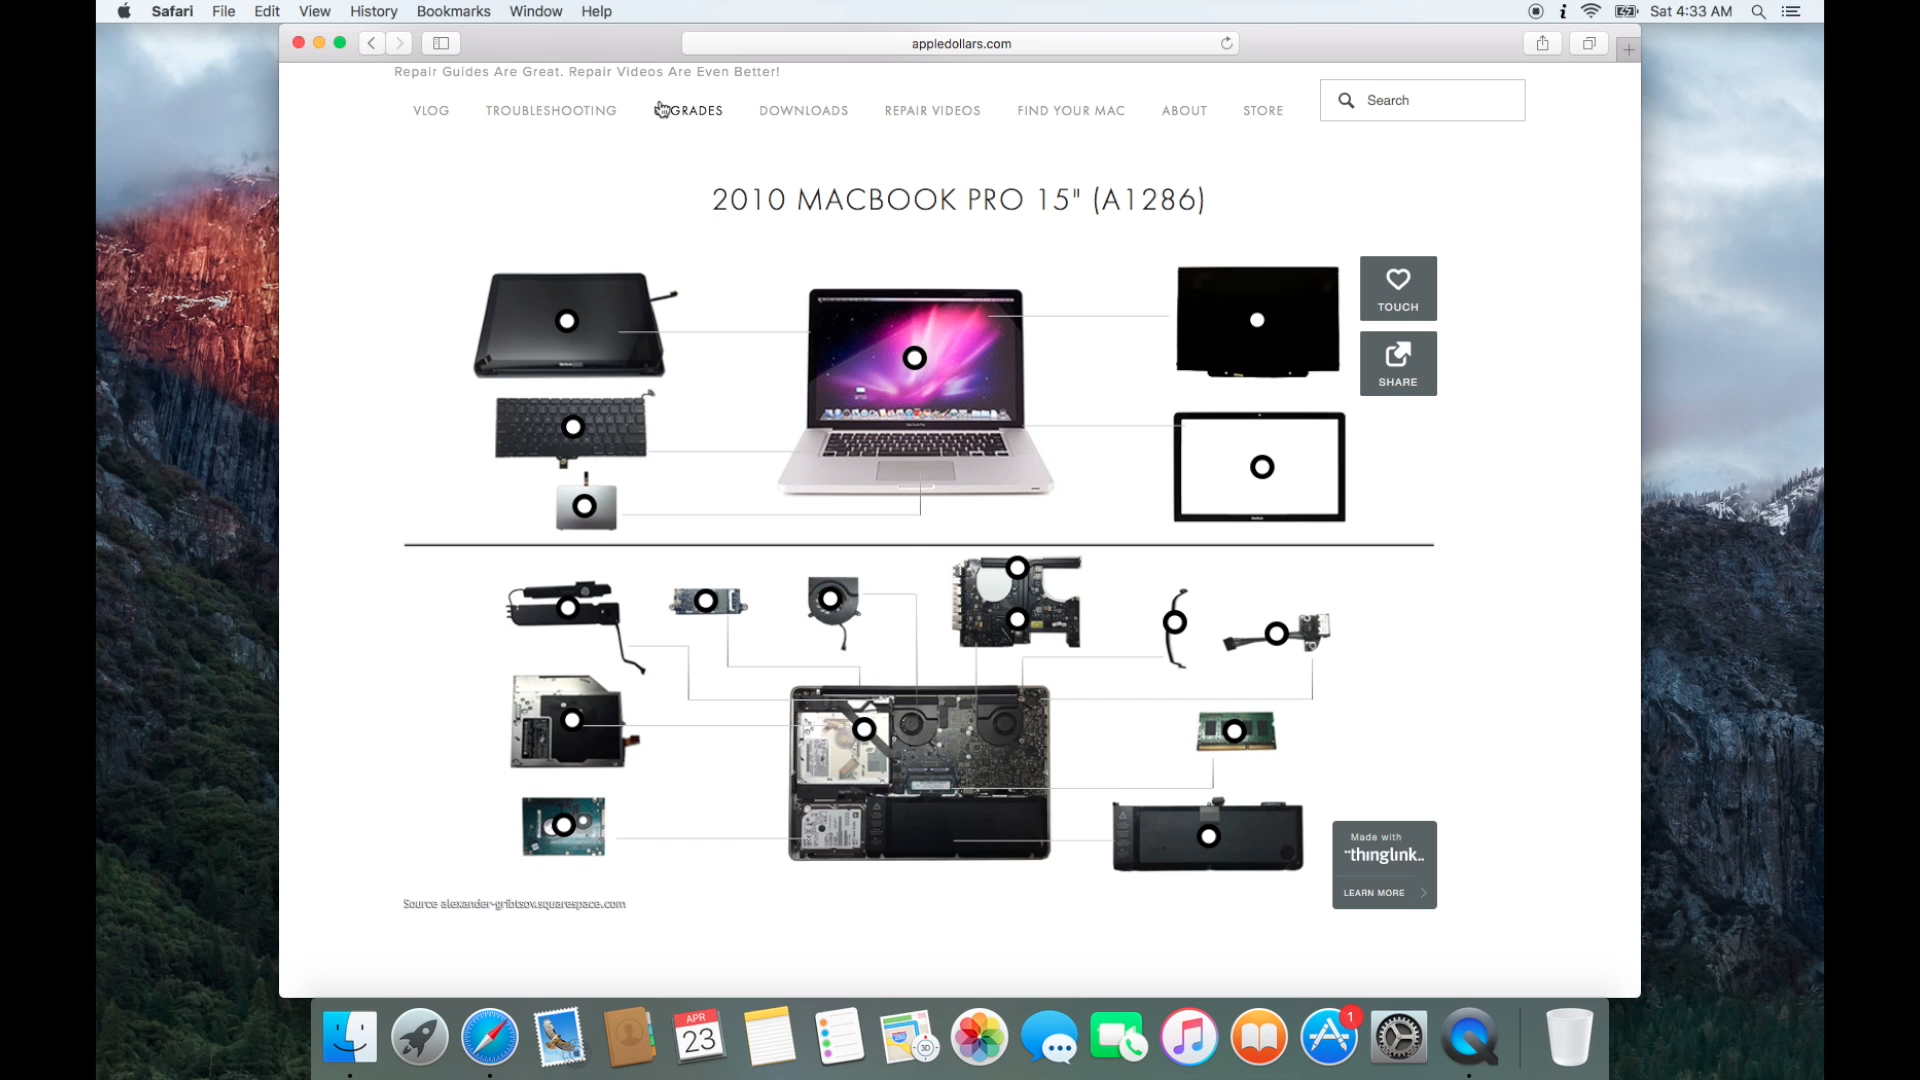 Safari File Edit View History Bookmarks Window Help
Sat 4:33 AM
appledollars.com
Repair Guides Are Great. Repair Videos Are Even Better!
VLOG TROUBLESHOOTING GRADES DOWNLOADS REPAIR VIDEOS FIND YOUR MAC ABOUT STORE
Search
2010 MACBOOK PRO 15" (A1286)
TOUCH
SHARE
Made with
thinglink..
LEARN MORE
Source alexander-gribtsov.squarespace.com
APR
23
3D
1